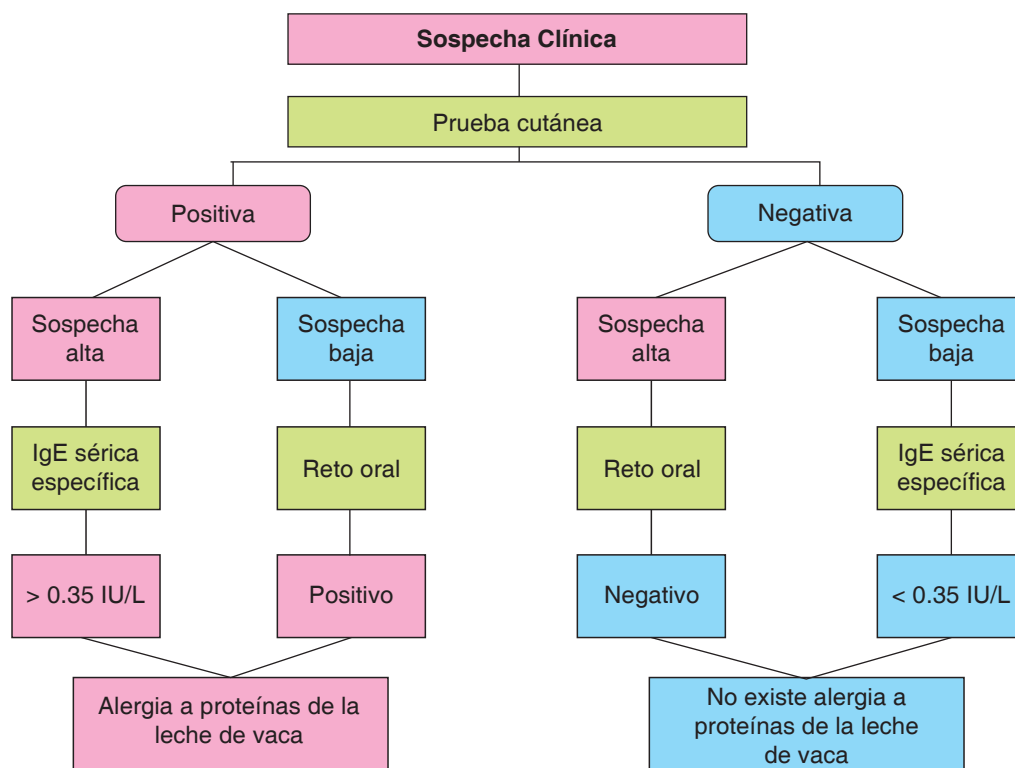 Sospecha Clínica
Prueba cutánea
Positiva
Negativa
Sospecha
alta
Sospecha
baja
Sospecha
alta
Sospecha
baja
IgE sérica
específica
Reto oral
Reto oral
IgE sérica
específica
> 0.35 IU/L
Positivo
Negativo
< 0.35 IU/L
Alergia a proteínas de la
leche de vaca
No existe alergia a
proteínas de la leche
de vaca